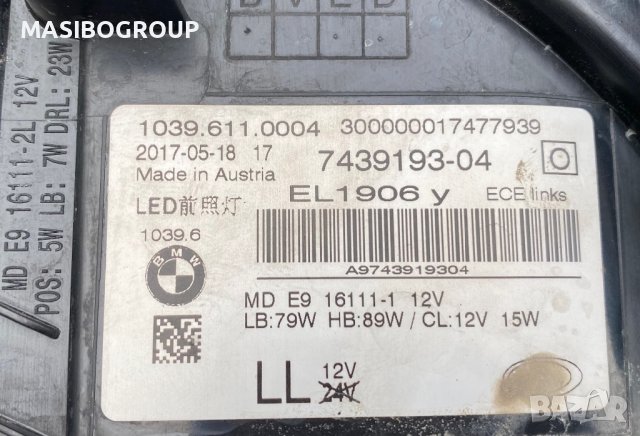 MASIBOGROUP
B V L D
MD E9 16111-2L 12V
POS: 5W LB: 7W DRL: 23W
1039.611.0004 300000017477939
2017-05-18 17 7439193-04
Made in Austria
EL1906 y ECE links
LED前照灯
1039.6
BMW
A9743919304
MD E9 16111-1 12V
LB:79W HB:89W / CL:12V 15W
LL 12V
24V
BAZAR